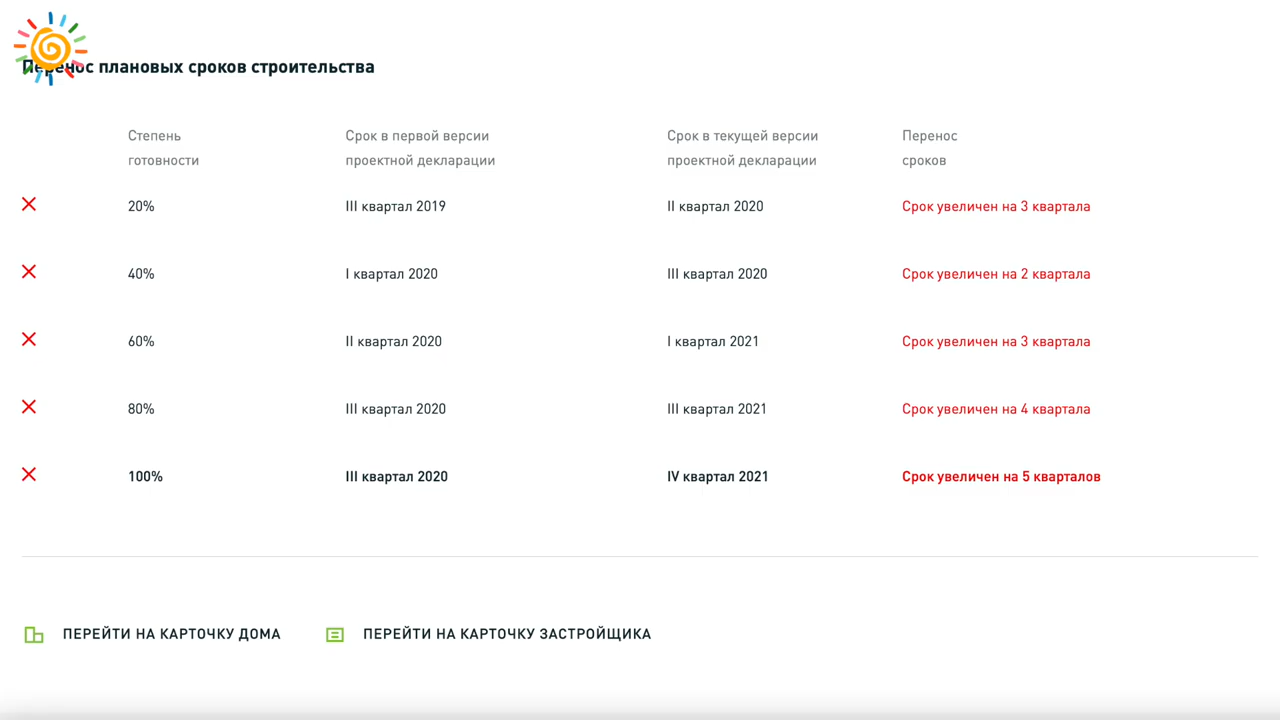 Перенос плановых сроков строительства
Степень готовности
Срок в первой версии проектной декларации
Срок в текущей версии проектной декларации
Перенос сроков
20% III квартал 2019 II квартал 2020 Срок увеличен на 3 квартала
40% I квартал 2020 III квартал 2020 Срок увеличен на 2 квартала
60% II квартал 2020 I квартал 2021 Срок увеличен на 3 квартала
80% III квартал 2020 III квартал 2021 Срок увеличен на 4 квартала
100% III квартал 2020 IV квартал 2021 Срок увеличен на 5 кварталов
ПЕРЕЙТИ НА КАРТОЧКУ ДОМА ПЕРЕЙТИ НА КАРТОЧКУ ЗАСТРОЙЩИКА